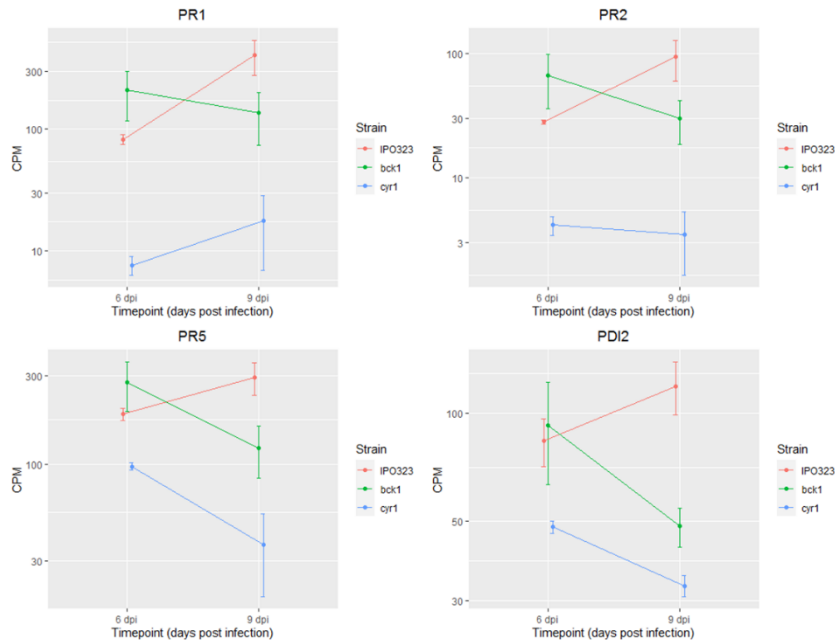 PR1
300
100
30
10
CPM
6 dpi
9 dpi
Timepoint (days post infection)
Strain
IPO323
bck1
cyr1
PR2
100
30
10
3
CPM
6 dpi
9 dpi
Timepoint (days post infection)
Strain
IPO323
bck1
cyr1
PR5
300
100
30
CPM
6 dpi
9 dpi
Timepoint (days post infection)
Strain
IPO323
bck1
cyr1
PDI2
100
50
30
CPM
6 dpi
9 dpi
Timepoint (days post infection)
Strain
IPO323
bck1
cyr1